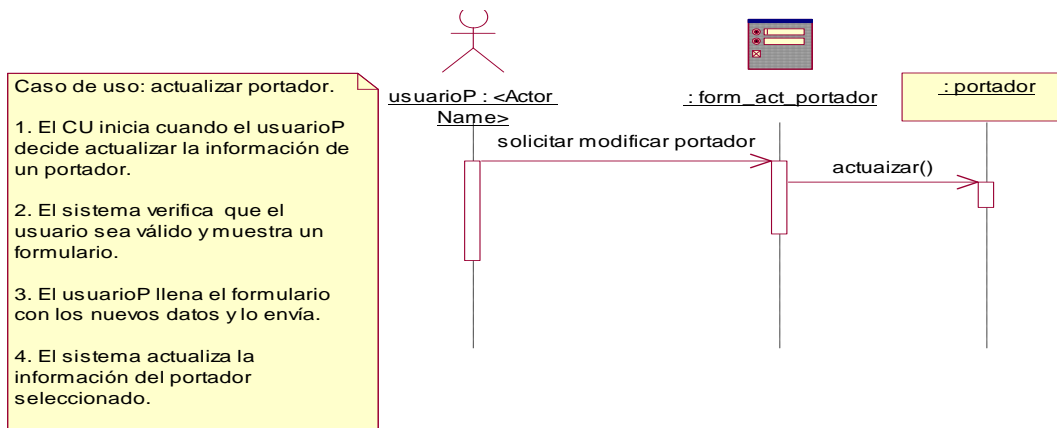 Caso de uso: actualizar portador.
1. El CU inicia cuando el usuarioP
decide actualizar la información de
un portador.
2. El sistema verifica que el
usuario sea válido y muestra un
formulario.
3. El usuarioP llena el formulario
con los nuevos datos y lo envía.
4. El sistema actualiza la
información del portador
seleccionado.
usuarioP : <Actor
Name>
: form_act_portador
: portador
solicitar modificar portador
actuaizar()